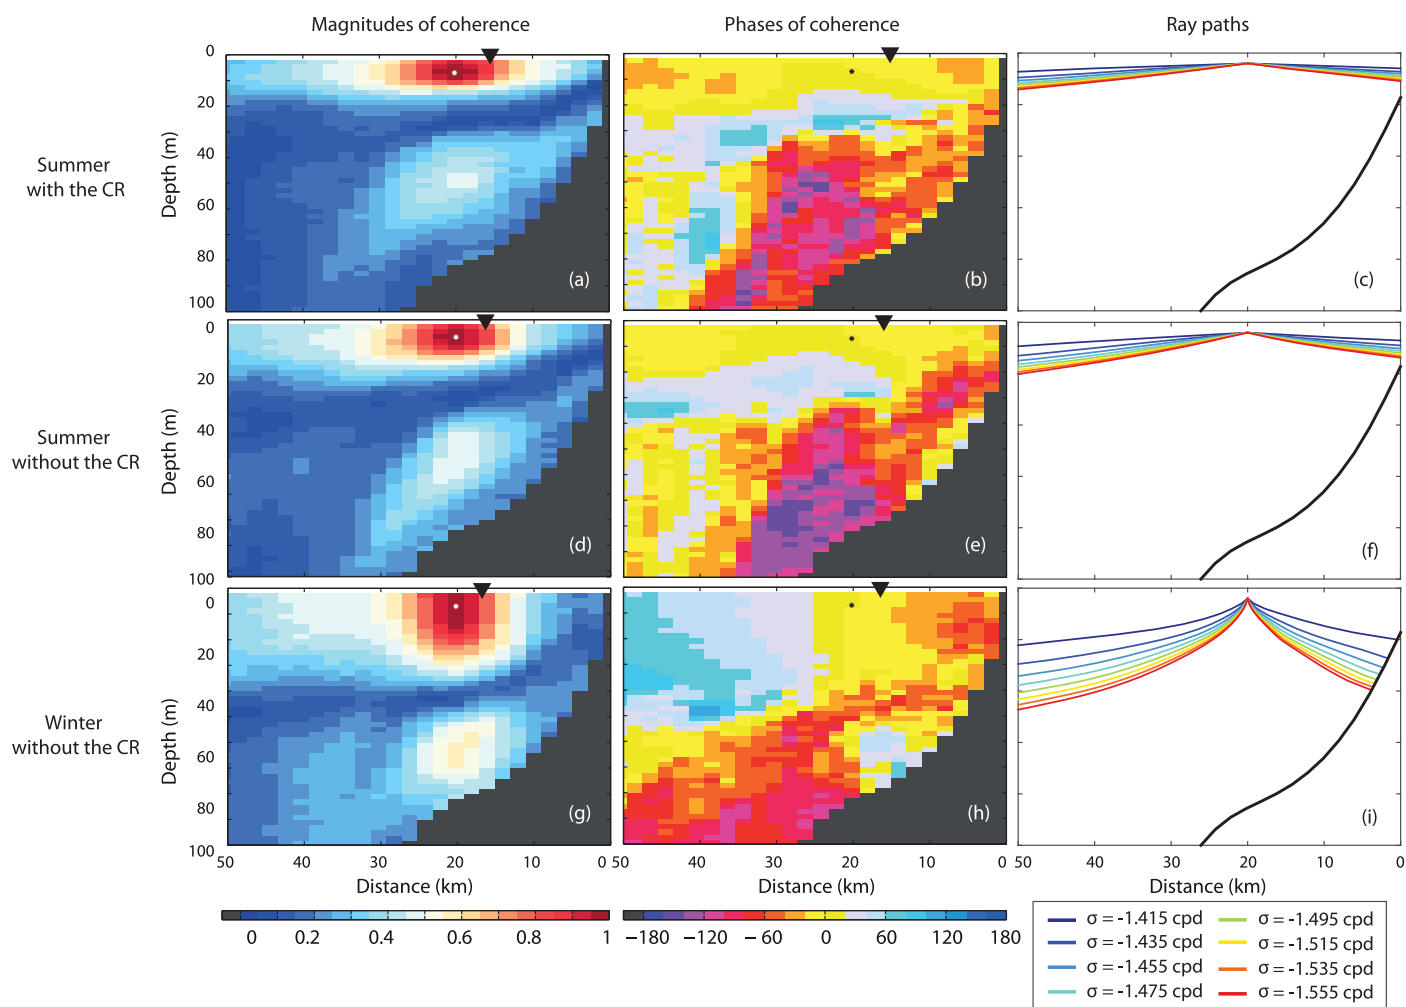 Magnitudes of coherence
Phases of coherence
Ray paths
Summer
with the CR
Depth (m)
0
20
40
60
80
100
(a)
(b)
(c)
Summer
without the CR
Depth (m)
0
20
40
60
80
100
(d)
(e)
(f)
Winter
without the CR
Depth (m)
0
20
40
60
80
100
(g)
(h)
(i)
50 40 30 20 10 0
50 40 30 20 10 0
50 40 30 20 10 0
Distance (km)
Distance (km)
Distance (km)
0 0.2 0.4 0.6 0.8 1
−180 −120 −60 0 60 120 180
σ = -1.415 cpd
σ = -1.435 cpd
σ = -1.455 cpd
σ = -1.475 cpd
σ = -1.495 cpd
σ = -1.515 cpd
σ = -1.535 cpd
σ = -1.555 cpd